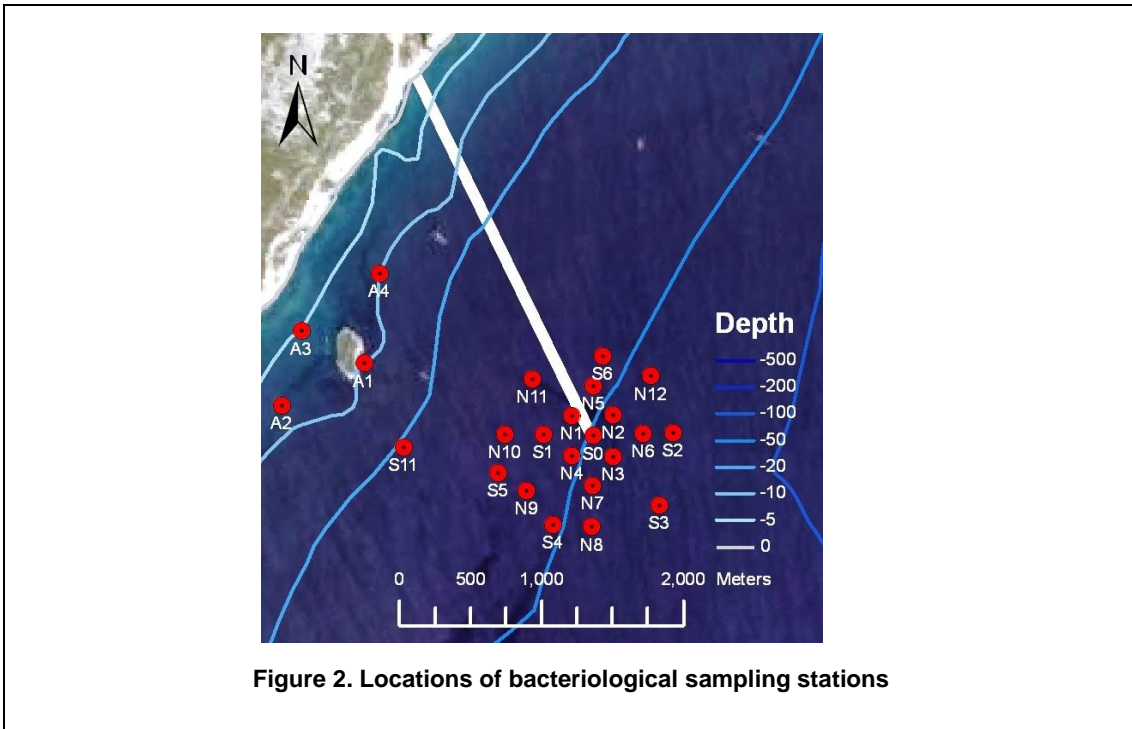 N
A4
A3
A1
A2
S11
S6
N11
N5
N12
N1
N2
N10
S1
S0
N6
S2
N4
N3
S5
N9
N7
S3
S4
N8
Depth
-500
-200
-100
-50
-20
-10
-5
0
0 500 1,000 2,000 Meters
Figure 2. Locations of bacteriological sampling stations